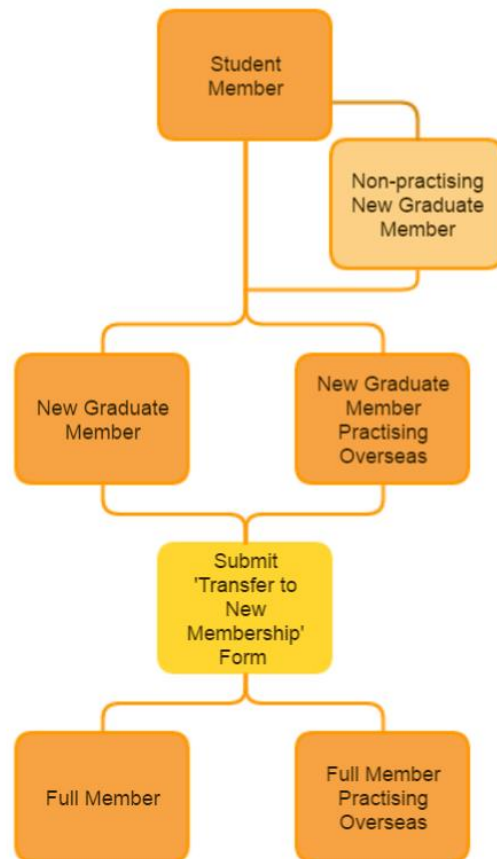 Student
Member
Non-practising
New Graduate
Member
New Graduate
Member
New Graduate
Member
Practising
Overseas
Submit
'Transfer to
New
Membership'
Form
Full Member
Full Member
Practising
Overseas